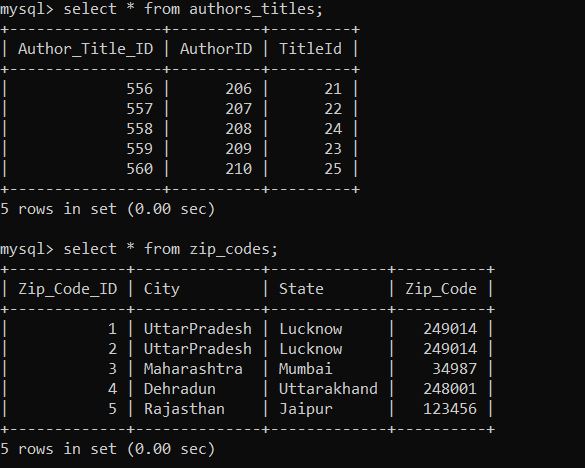 mysql> select * from authors_titles;
+-----------------+----------+---------+
| Author_Title_ID | AuthorID | TitleId |
+-----------------+----------+---------+
|             556 |      206 |      21 |
|             557 |      207 |      22 |
|             558 |      208 |      24 |
|             559 |      209 |      23 |
|             560 |      210 |      25 |
+-----------------+----------+---------+
5 rows in set (0.00 sec)
mysql> select * from zip_codes;
+-------------+--------------+-------------+----------+
| Zip_Code_ID | City         | State       | Zip_Code |
+-------------+--------------+-------------+----------+
|           1 | UttarPradesh | Lucknow     |   249014 |
|           2 | UttarPradesh | Lucknow     |   249014 |
|           3 | Maharashtra  | Mumbai      |    34987 |
|           4 | Dehradun     | Uttarakhand |   248001 |
|           5 | Rajasthan    | Jaipur      |   123456 |
+-------------+--------------+-------------+----------+
5 rows in set (0.00 sec)